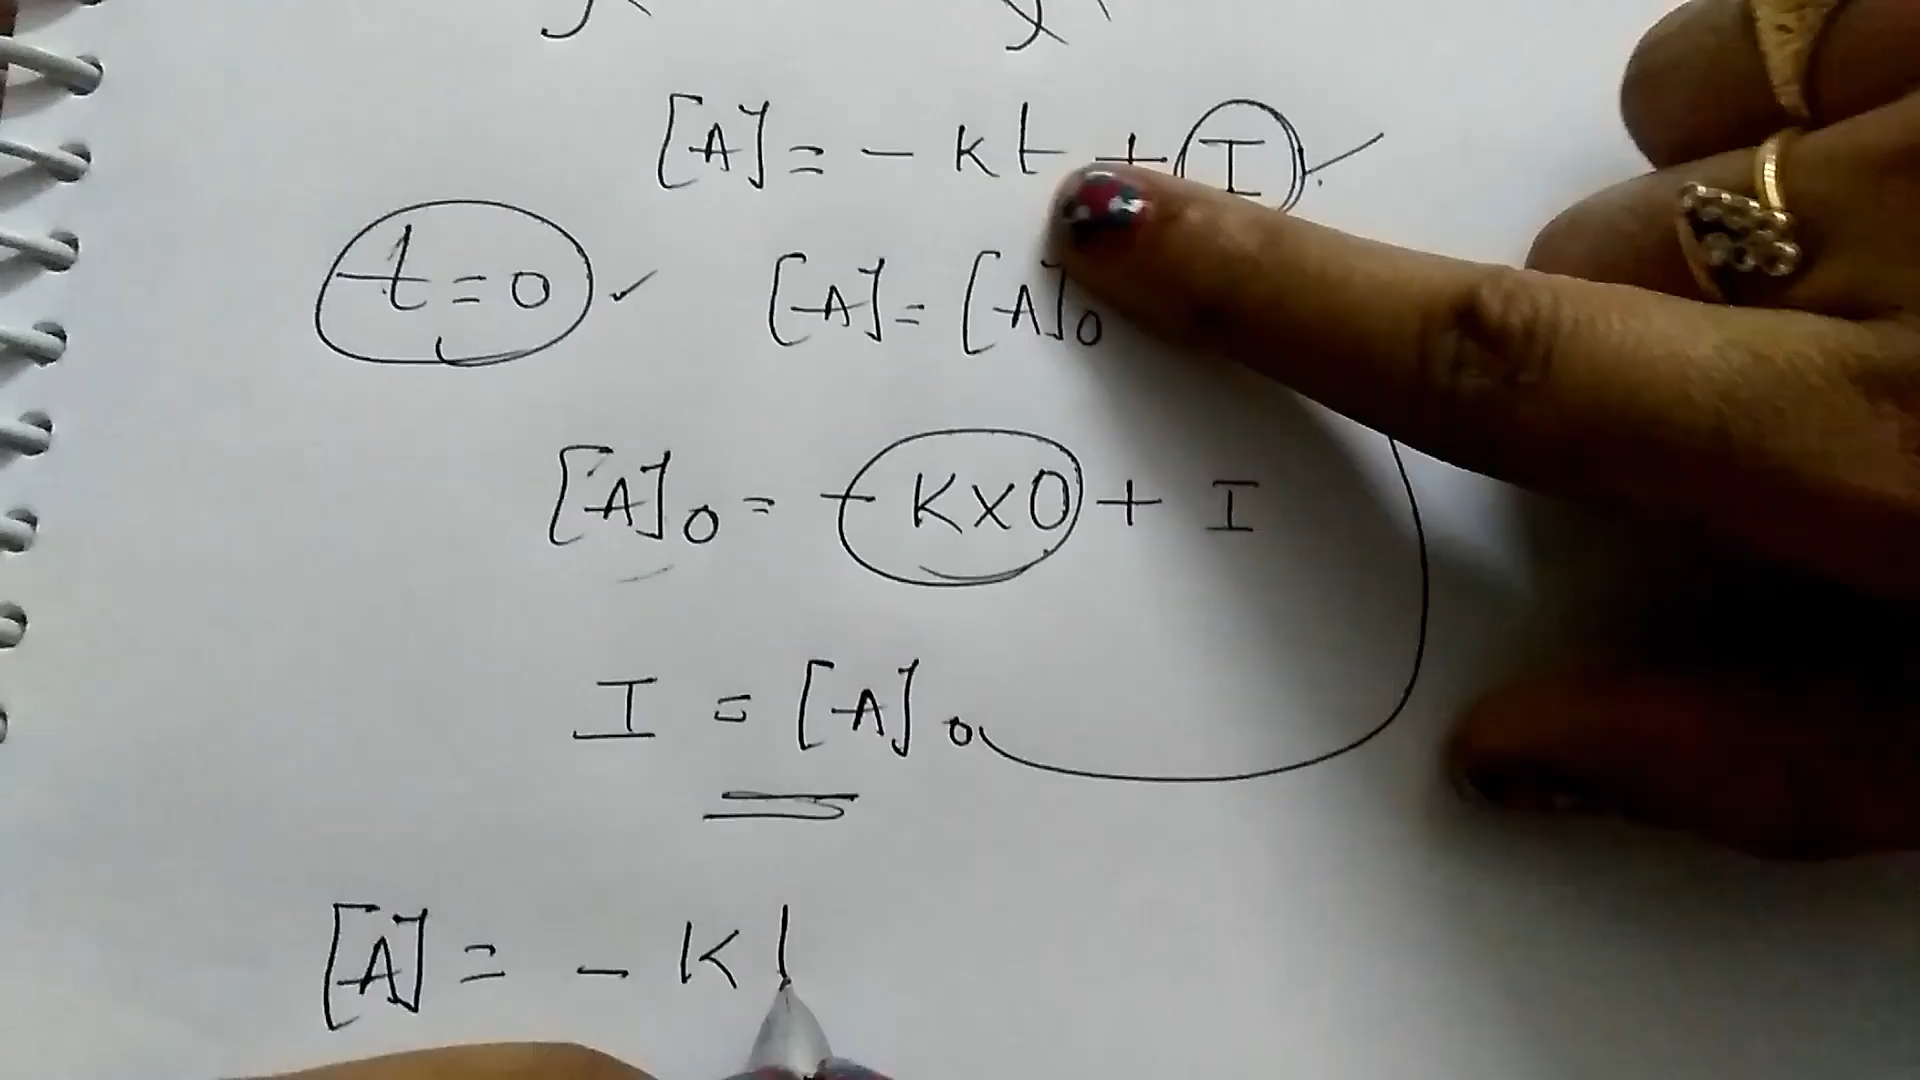 [A] = - Kt + I ✓
t = 0 ✓ [A] = [A]₀
[A]₀ = - K×0 + I
I = [A]₀
[A] = - K